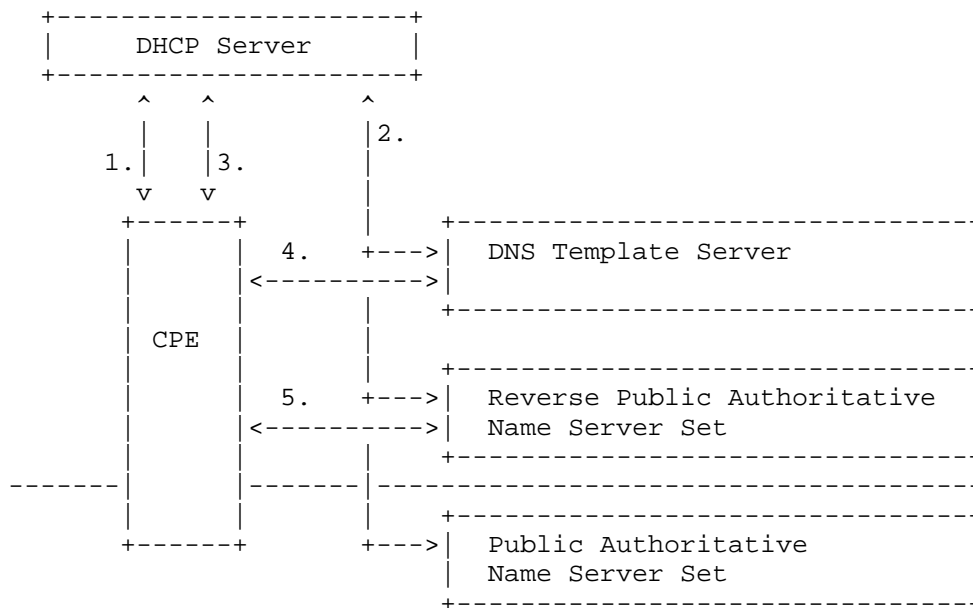 DHCP Server
2.
1. 3.
4. DNS Template Server
CPE
5. Reverse Public Authoritative
Name Server Set
Public Authoritative
Name Server Set